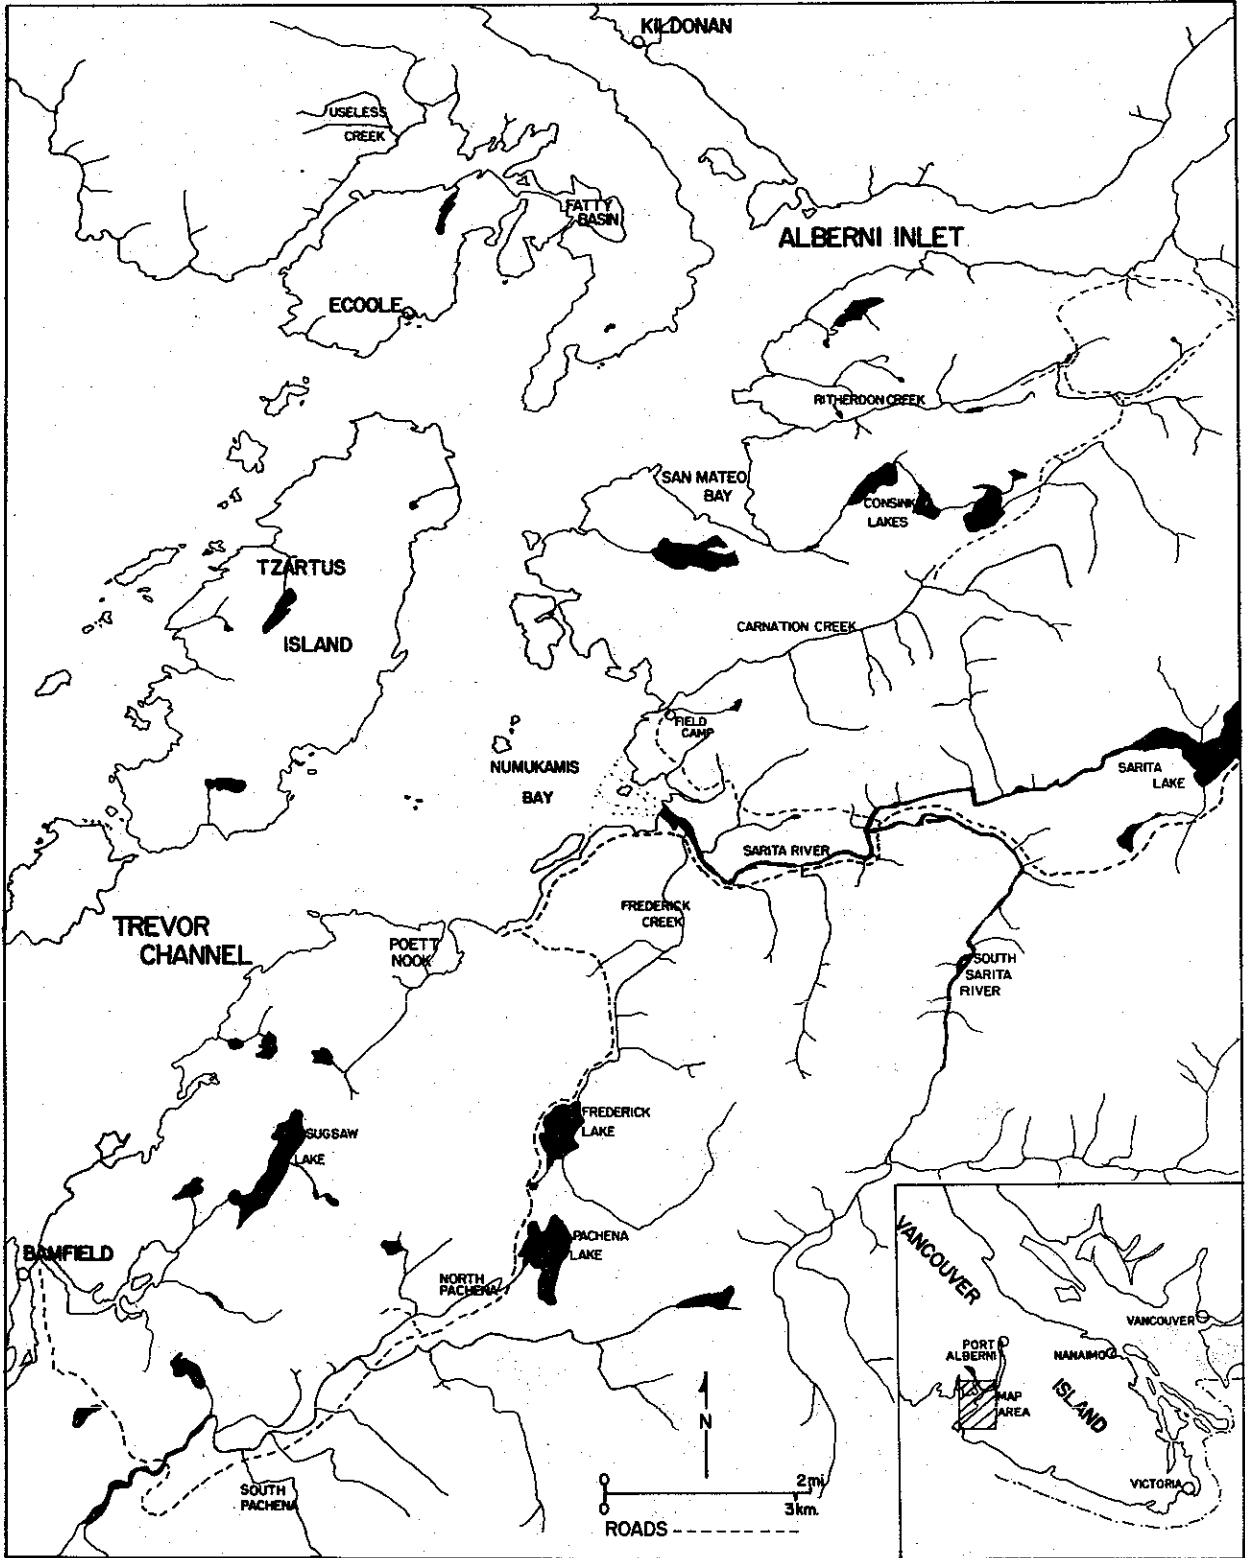 KILDONAN
USELESS
CREEK
FATTY
BASIN
ALBERNI INLET
ECOOLE
RITHERDON CREEK
SAN MATEO
BAY
CONSINK
LAKES
TZARTUS
ISLAND
CARNATION CREEK
FIELD
CAMP
NUMUKAMIS
BAY
SARITA
LAKE
SARITA RIVER
FREDERICK
CREEK
TREVOR
CHANNEL
POETT
NOOK
SOUTH
SARITA
RIVER
FREDERICK
LAKE
SUGSAW
LAKE
PACHENA
LAKE
BAMFIELD
NORTH
PACHENA
SOUTH
PACHENA
N
0 2mi
0 3km.
ROADS
VANCOUVER
ISLAND
VANCOUVER
PORT
ALBERNI
NANAIMO
MAP
AREA
VICTORIA